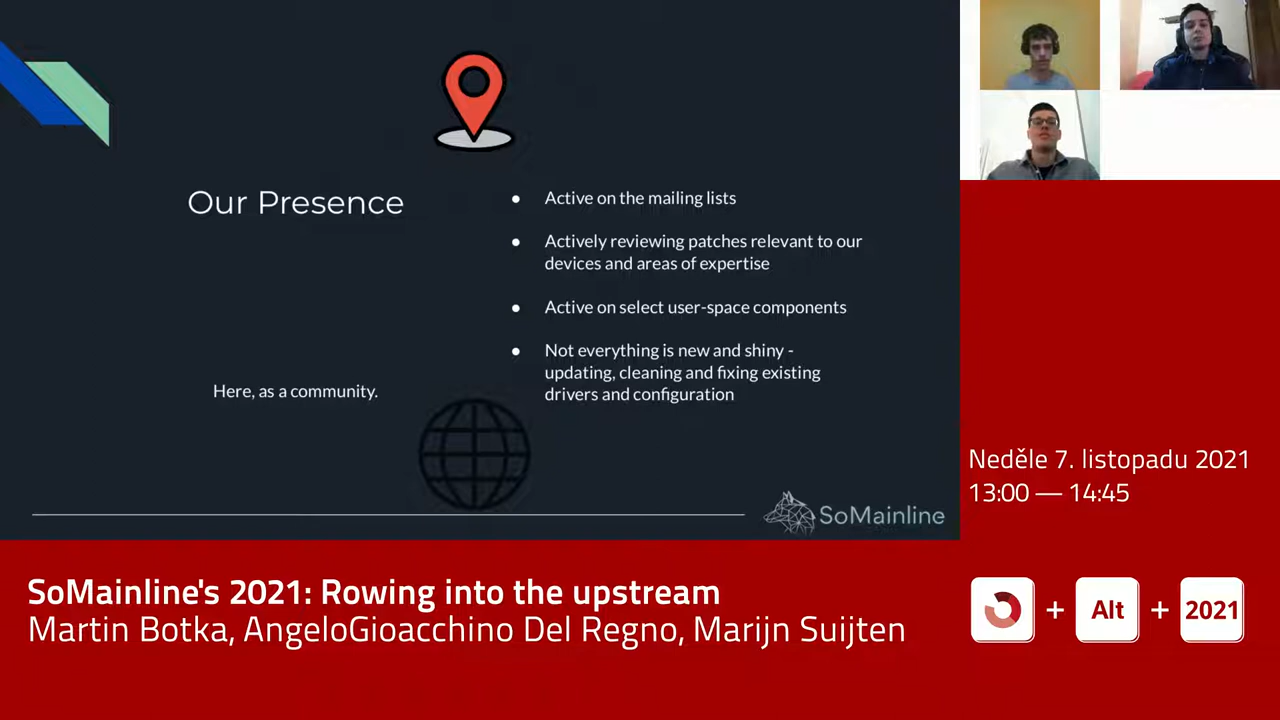 Our Presence
Here, as a community.
● Active on the mailing lists
● Actively reviewing patches relevant to our
devices and areas of expertise
● Active on select user-space components
● Not everything is new and shiny -
updating, cleaning and fixing existing
drivers and configuration
SoMainline
Neděle 7. listopadu 2021
13:00 — 14:45
SoMainline's 2021: Rowing into the upstream
Martin Botka, AngeloGioacchino Del Regno, Marijn Suijten
+ Alt + 2021